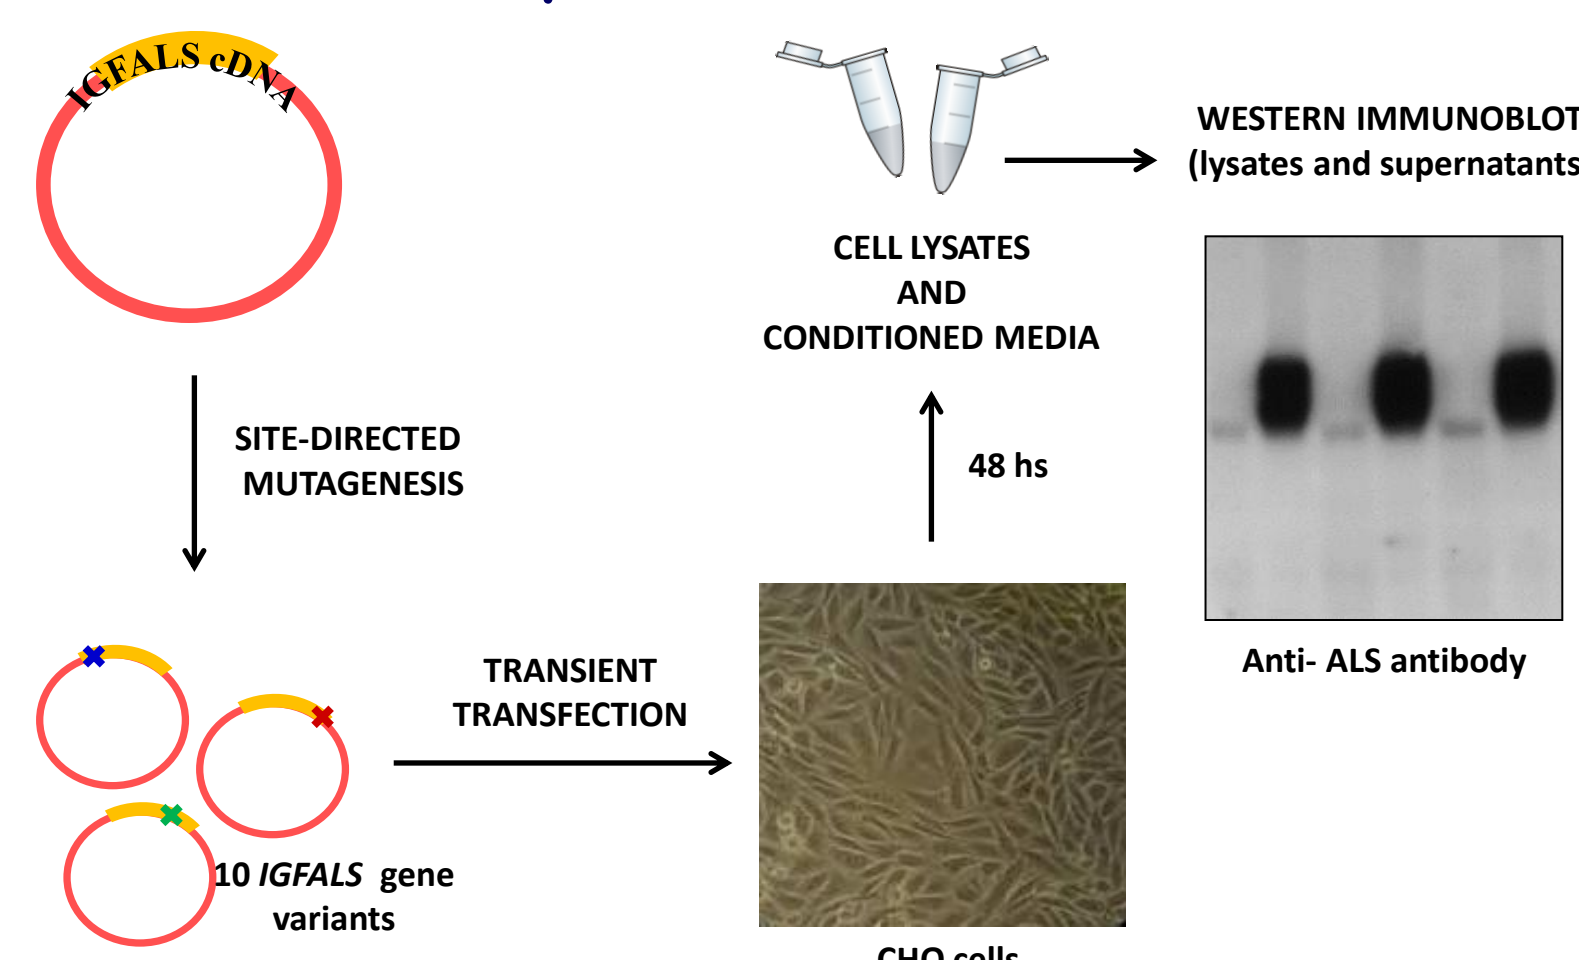 IGFALS cDNA
SITE-DIRECTED
MUTAGENESIS
10 IGFALS gene
variants
TRANSIENT
TRANSFECTION
CHO cells
48 hs
CELL LYSATES
AND
CONDITIONED MEDIA
WESTERN IMMUNOBLOT
(lysates and supernatants
Anti- ALS antibody